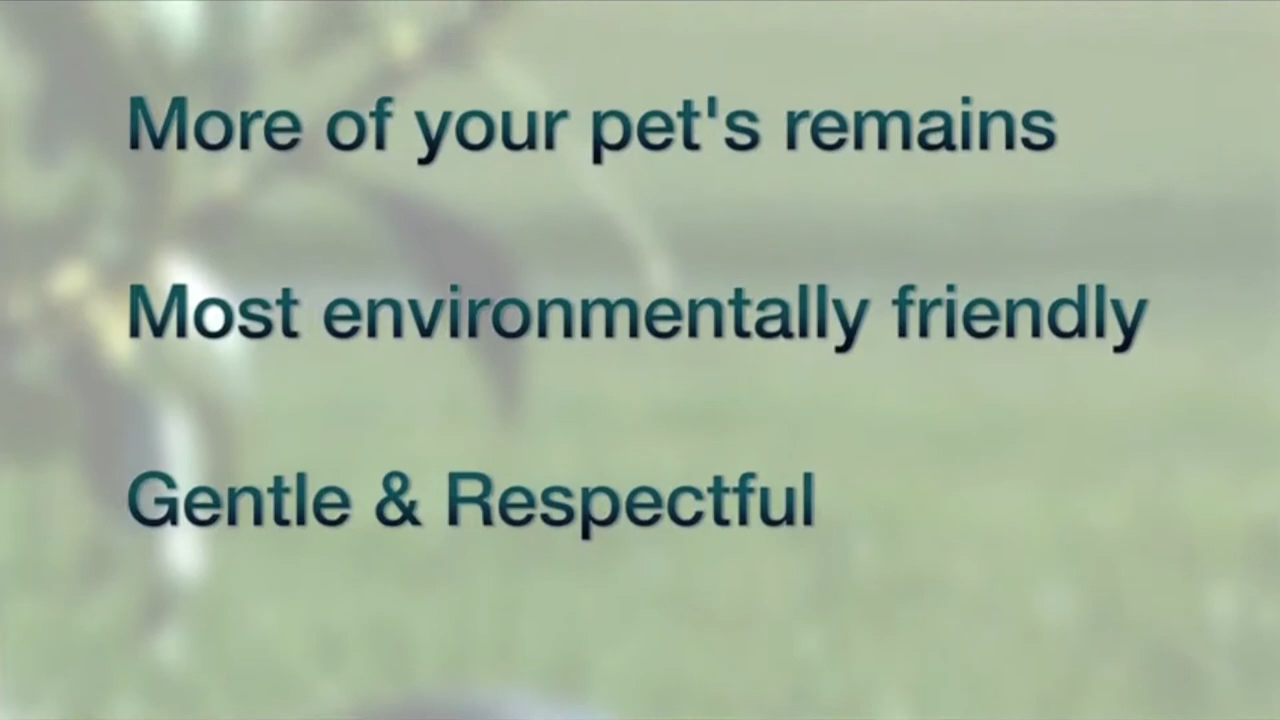 More of your pet's remains
Most environmentally friendly
Gentle & Respectful